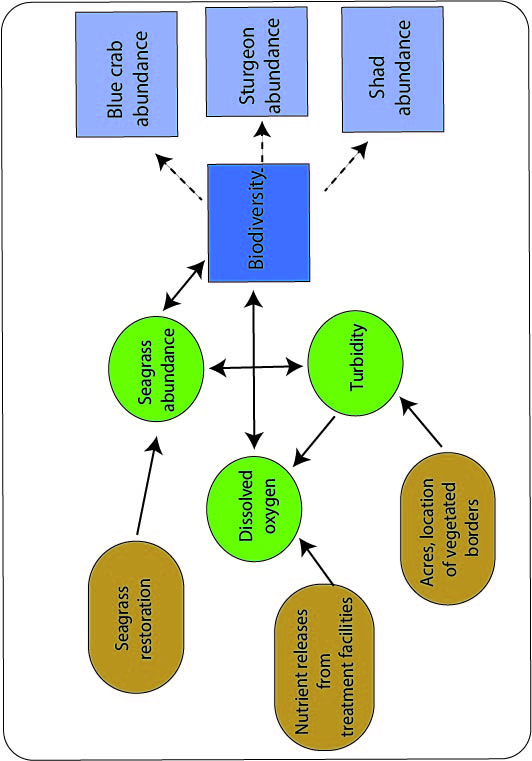 Seagrass
restoration
Nutrient releases
from
treatment facilities
Acres, location
of vegetated
borders
Seagrass
abundance
Dissolved
oxygen
Turbidity
Biodiversity
Blue crab
abundance
Sturgeon
abundance
Shad
abundance